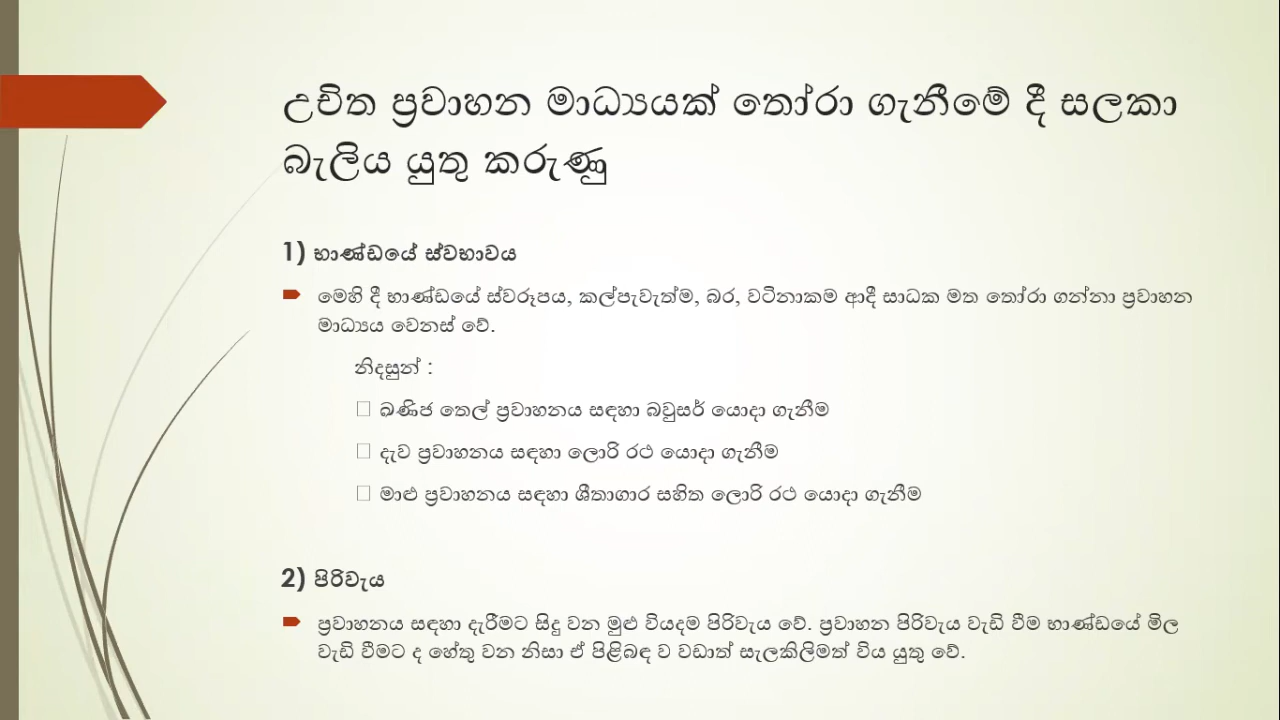 උචිත ප්‍රවාහන මාධ්‍යයක් තෝරා ගැනීමේ දී සලකා
බැලිය යුතු කරුණු
1) භාණ්ඩයේ ස්වභාවය
මෙහි දී භාණ්ඩයේ ස්වරූපය, කල්පැවැත්ම, බර, වටිනාකම ආදී සාධක මත තෝරා ගන්නා ප්‍රවාහන
මාධ්‍යය වෙනස් වේ.
නිදසුන් :
□ ඛණිජ තෙල් ප්‍රවාහනය සඳහා බවුසර් යොදා ගැනීම
□ දැව ප්‍රවාහනය සඳහා ලොරි රථ යොදා ගැනීම
□ මාළු ප්‍රවාහනය සඳහා ශීතාගාර සහිත ලොරි රථ යොදා ගැනීම
2) පිරිවැය
ප්‍රවාහනය සඳහා දැරීමට සිදු වන මුළු වියදම පිරිවැය වේ. ප්‍රවාහන පිරිවැය වැඩි වීම භාණ්ඩයේ මිල
වැඩි වීමට ද හේතු වන නිසා ඒ පිළිබඳ ව වඩාත් සැලකිලිමත් විය යුතු වේ.